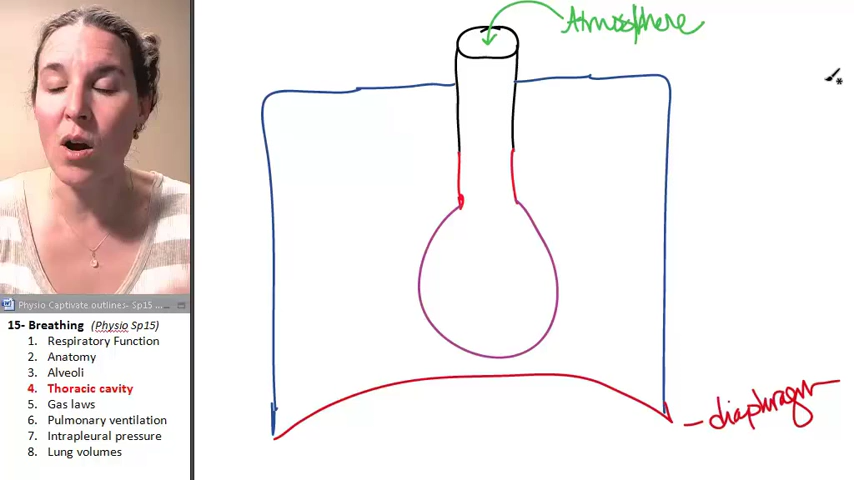 Atmosphere
Physio Captivate outlines- Sp15 ...
15- Breathing (Physio Sp15)
1. Respiratory Function
2. Anatomy
3. Alveoli
4. Thoracic cavity
5. Gas laws
6. Pulmonary ventilation
7. Intrapleural pressure
8. Lung volumes
- diaphragm